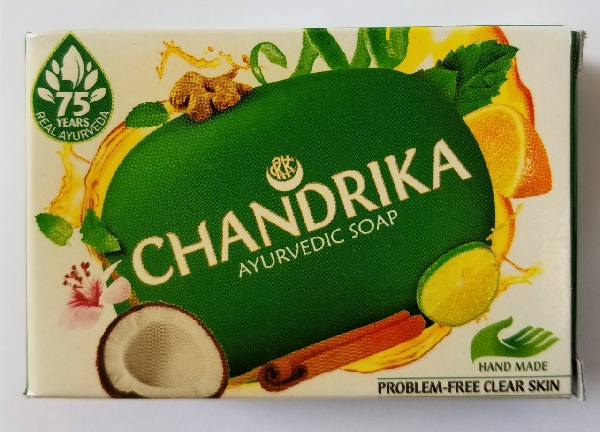 75
YEARS
REAL AYURVEDA
CHANDRIKA
AYURVEDIC SOAP
HAND MADE
PROBLEM-FREE CLEAR SKIN